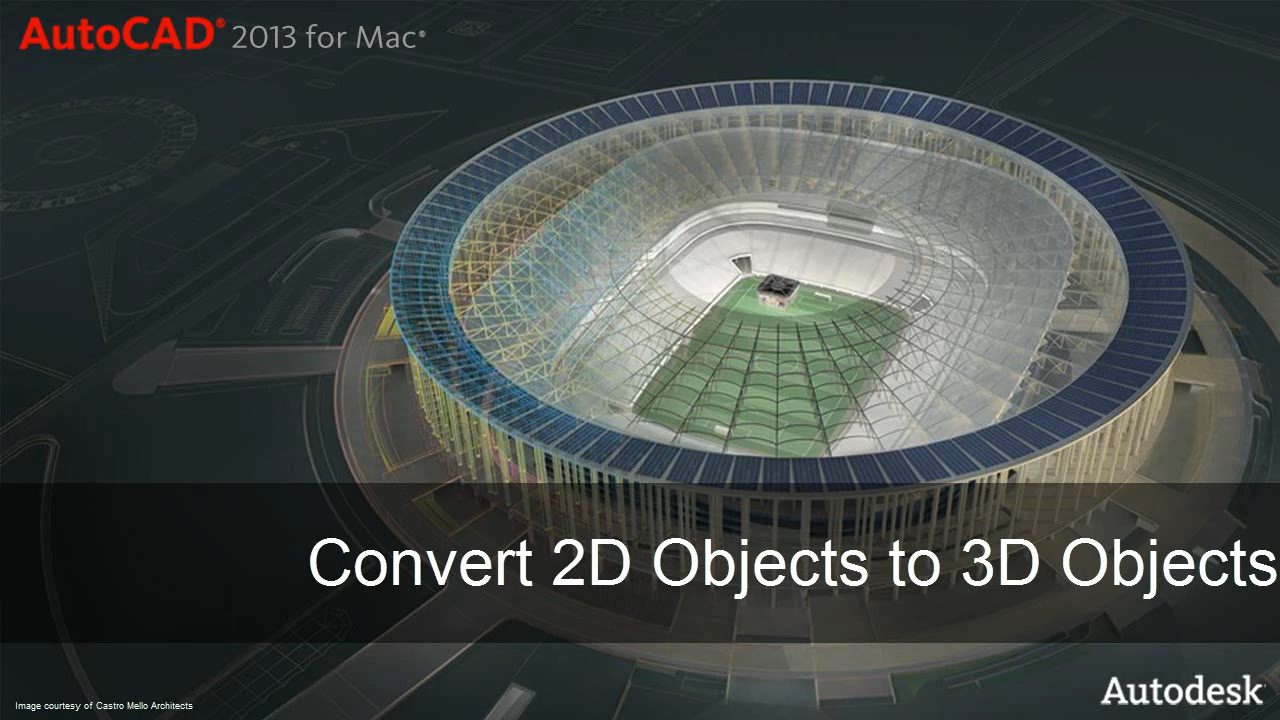 AutoCAD® 2013 for Mac®
Convert 2D Objects to 3D Objects
Autodesk®
Image courtesy of Castro Mello Architects